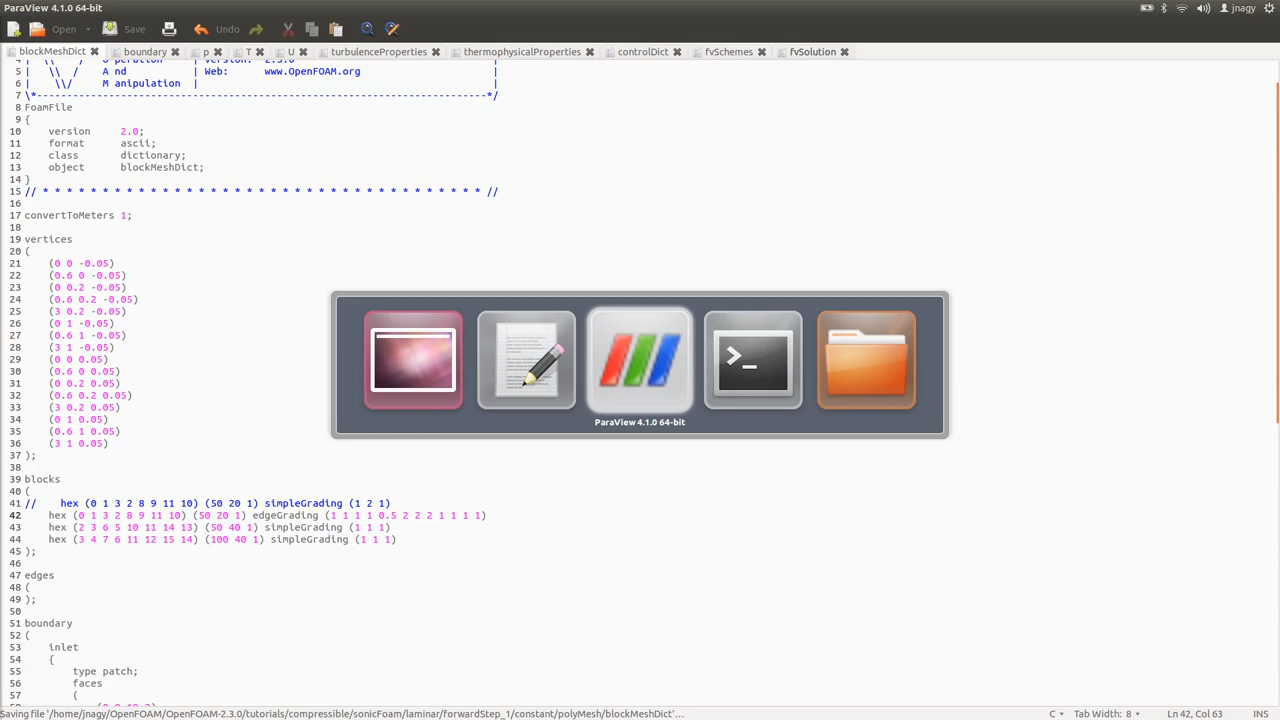 ParaView 4.1.0 64-bit
jnagy
Open
Save
Undo
blockMeshDict
boundary
p
T
U
turbulenceProperties
thermophysicalProperties
controlDict
fvSchemes
fvSolution
5 | \\ / A nd | Web: www.OpenFOAM.org |
6 | \\/ M anipulation | |
7 \*---------------------------------------------------------------------------*/
8 FoamFile
9 {
10 version 2.0;
11 format ascii;
12 class dictionary;
13 object blockMeshDict;
14 }
15 // * * * * * * * * * * * * * * * * * * * * * * * * * * * * * * * * * * * * * //
16
17 convertToMeters 1;
18
19 vertices
20 (
21 (0 0 -0.05)
22 (0.6 0 -0.05)
23 (0 0.2 -0.05)
24 (0.6 0.2 -0.05)
25 (3 0.2 -0.05)
26 (0 1 -0.05)
27 (0.6 1 -0.05)
28 (3 1 -0.05)
29 (0 0 0.05)
30 (0.6 0 0.05)
31 (0 0.2 0.05)
32 (0.6 0.2 0.05)
33 (3 0.2 0.05)
34 (0 1 0.05)
35 (0.6 1 0.05)
36 (3 1 0.05)
37 );
38
39 blocks
40 (
41 // hex (0 1 3 2 8 9 11 10) (50 20 1) simpleGrading (1 2 1)
42 hex (0 1 3 2 8 9 11 10) (50 20 1) edgeGrading (1 1 1 1 0.5 2 2 2 1 1 1 1)
43 hex (2 3 6 5 10 11 14 13) (50 40 1) simpleGrading (1 1 1)
44 hex (3 4 7 6 11 12 15 14) (100 40 1) simpleGrading (1 1 1)
45 );
46
47 edges
48 (
49 );
50
51 boundary
52 (
53 inlet
54 {
55 type patch;
56 faces
57 (
ParaView 4.1.0 64-bit
Saving file '/home/jnagy/OpenFOAM/OpenFOAM-2.3.0/tutorials/compressible/sonicFoam/laminar/forwardStep_1/constant/polyMesh/blockMeshDict'…
C
Tab Width: 8
Ln 42, Col 63
INS